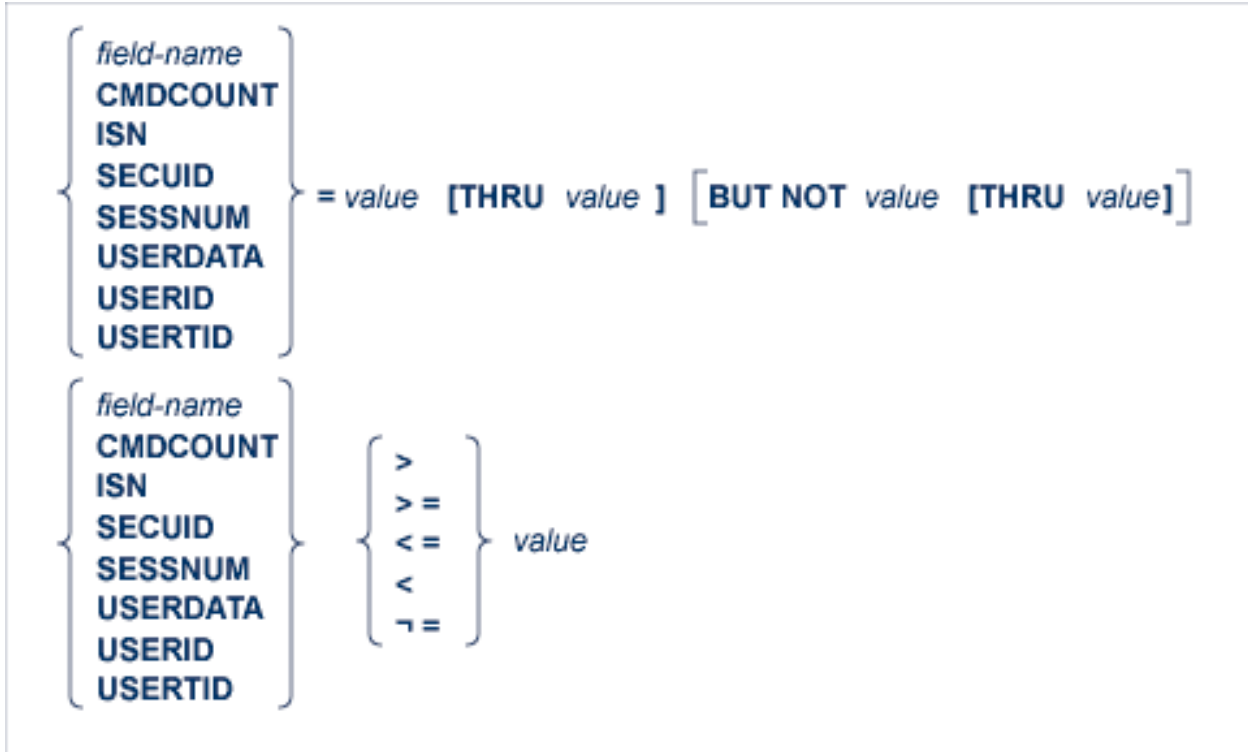 field-name
CMDCOUNT
ISN
SECUID
SESSNUM
USERDATA
USERID
USERTID
= value [THRU value ] [BUT NOT value [THRU value]]
field-name
CMDCOUNT
ISN
SECUID
SESSNUM
USERDATA
USERID
USERTID
>
> =
< =
<
¬ =
value